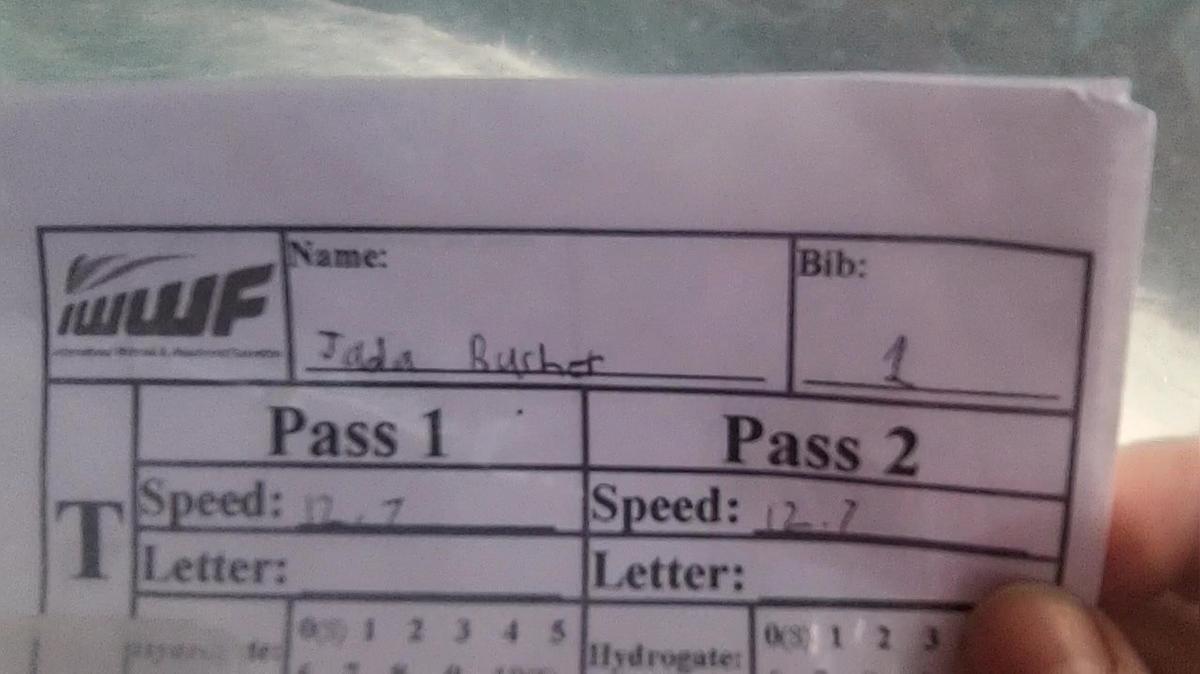 IWWF
Name:
Bib:
Jada
1
Pass 1
Pass 2
T
Speed: 12.7
Speed: 12.7
Letter:
Letter:
0(S) 1 2 3 4 5
Hydrogate:
0(S) 1 2 3